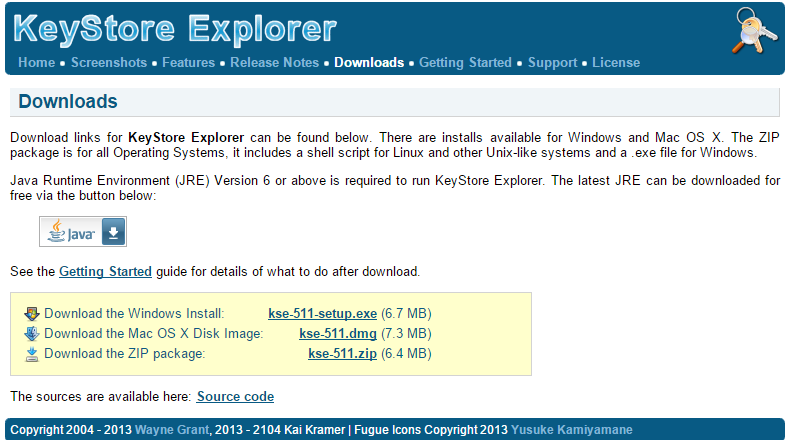 KeyStore Explorer
Home • Screenshots • Features • Release Notes • Downloads • Getting Started • Support • License
Downloads
Download links for KeyStore Explorer can be found below. There are installs available for Windows and Mac OS X. The ZIP
package is for all Operating Systems, it includes a shell script for Linux and other Unix-like systems and a .exe file for Windows.
Java Runtime Environment (JRE) Version 6 or above is required to run KeyStore Explorer. The latest JRE can be downloaded for
free via the button below:
Java
See the Getting Started guide for details of what to do after download.
Download the Windows Install: kse-511-setup.exe (6.7 MB)
Download the Mac OS X Disk Image: kse-511.dmg (7.3 MB)
Download the ZIP package: kse-511.zip (6.4 MB)
The sources are available here: Source code
Copyright 2004 - 2013 Wayne Grant, 2013 - 2104 Kai Kramer | Fugue Icons Copyright 2013 Yusuke Kamiyamane